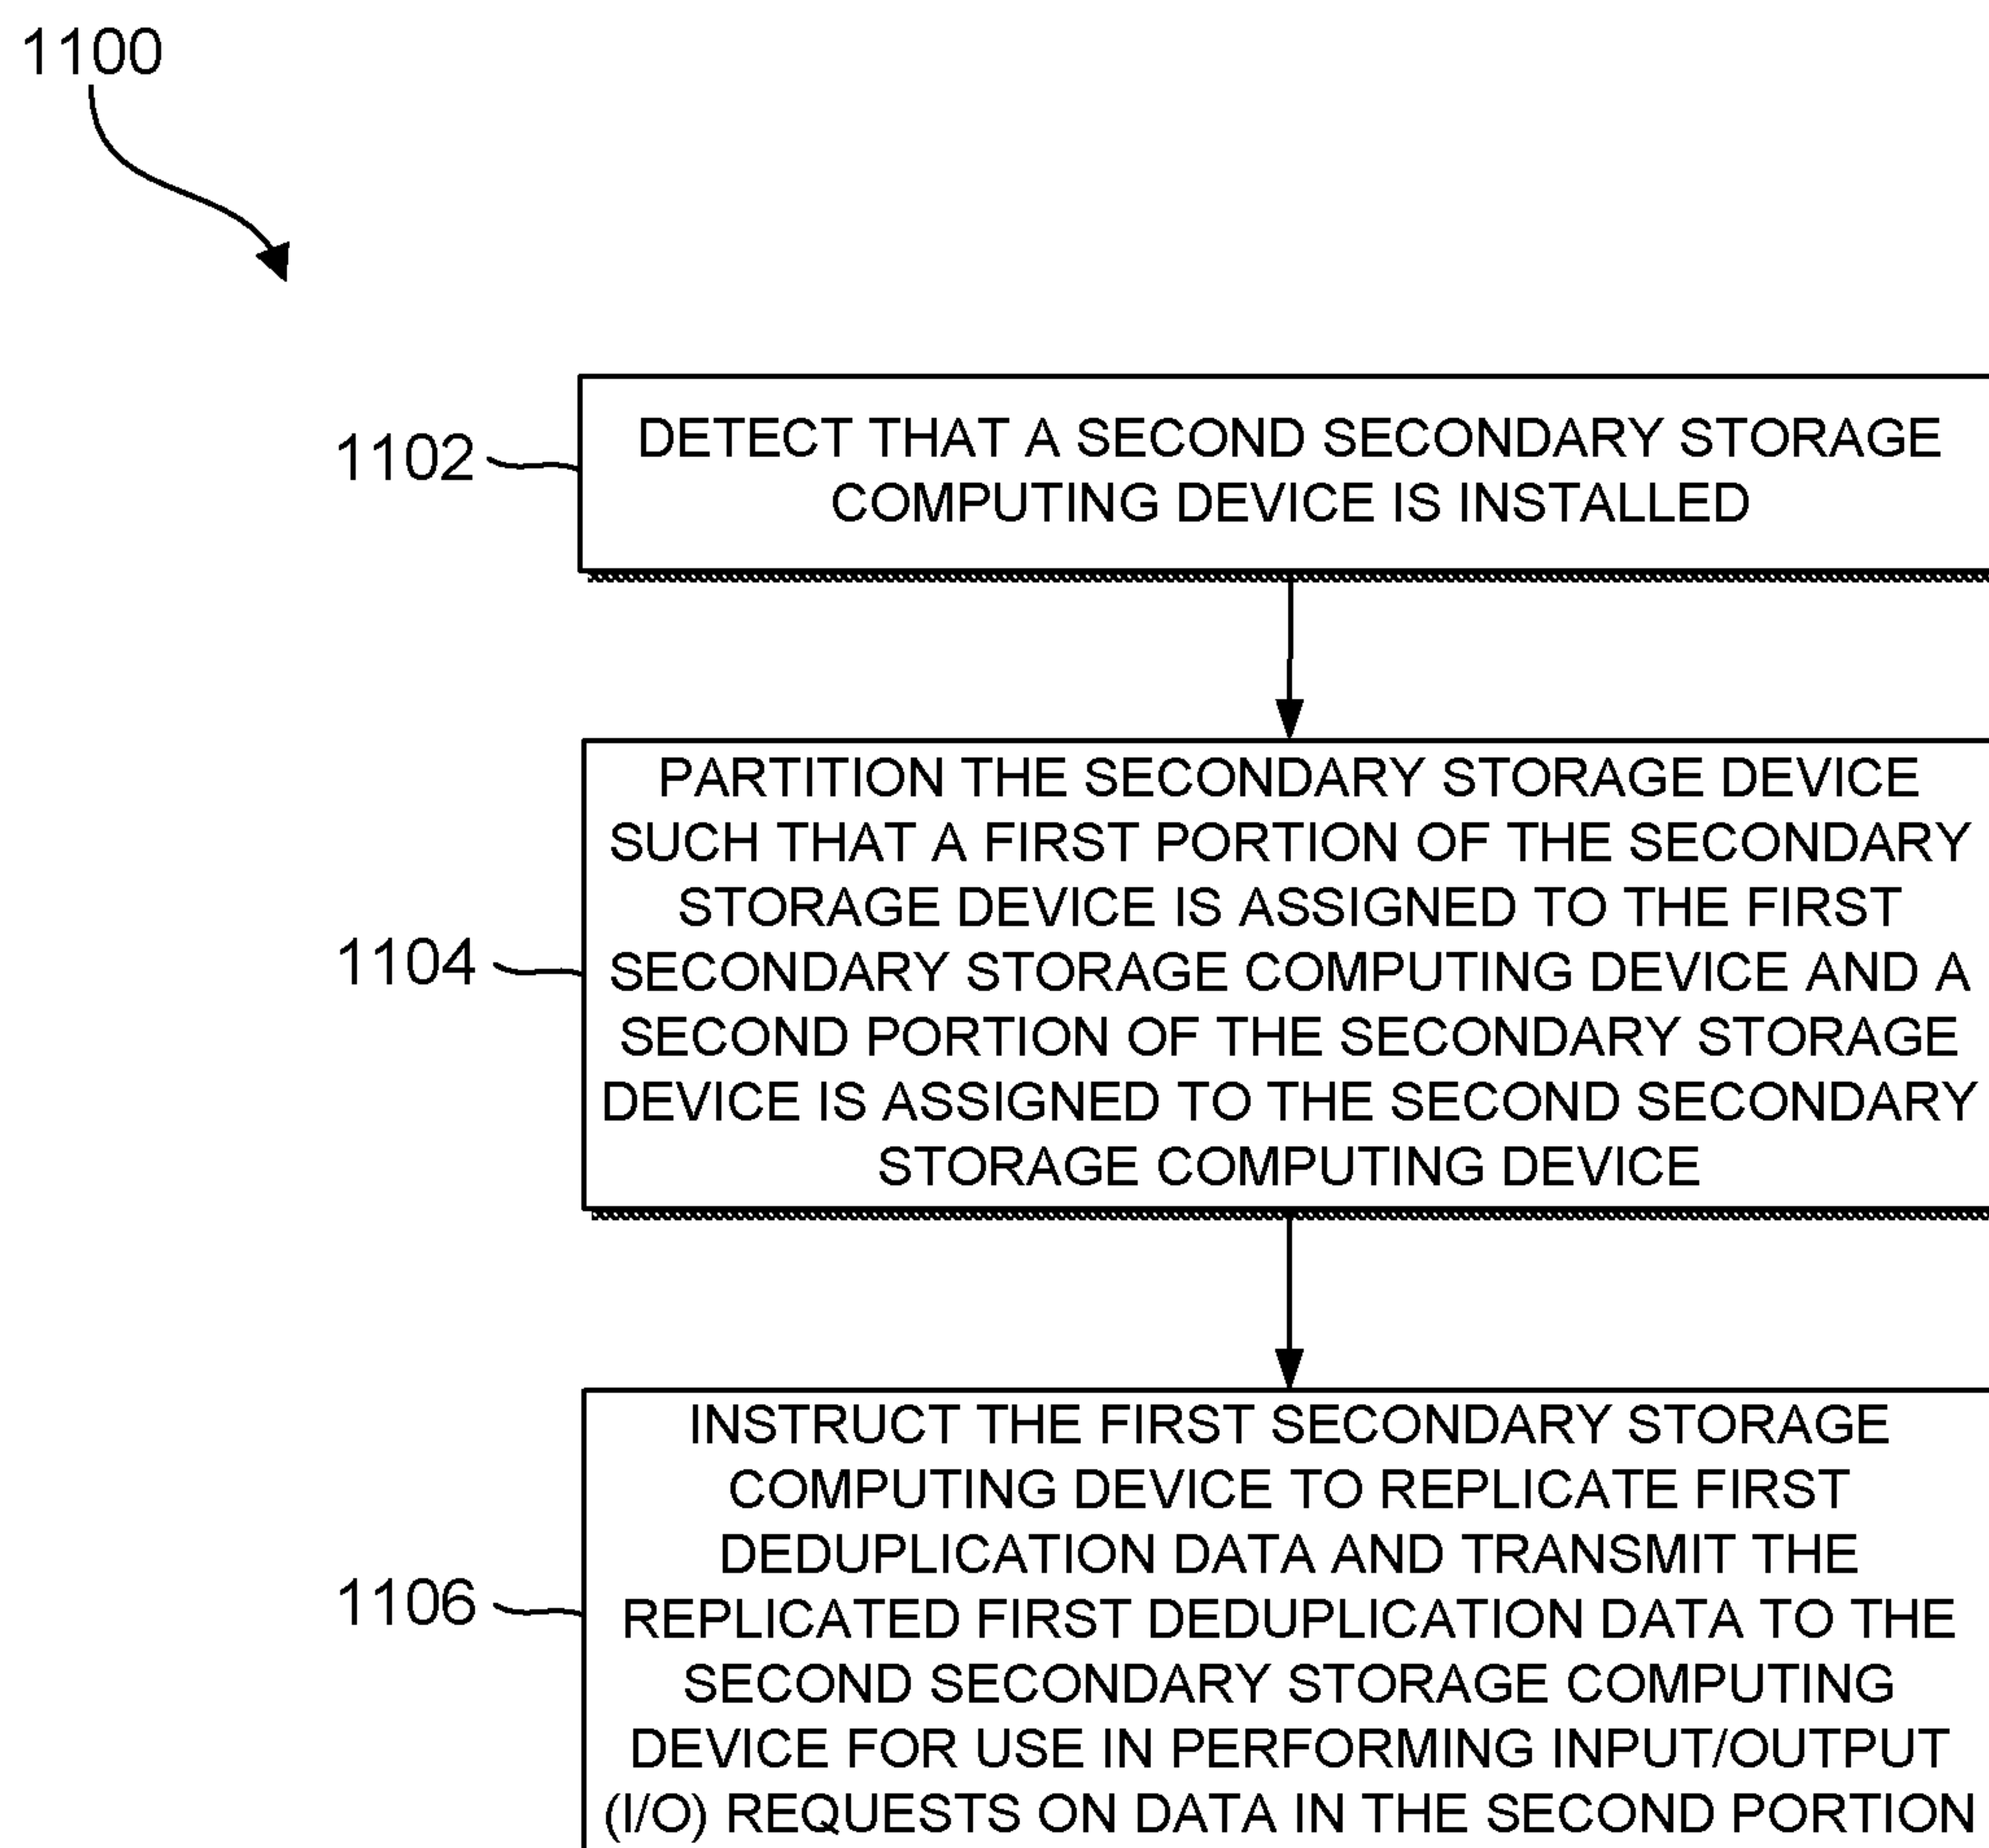 1100
1102
DETECT THAT A SECOND SECONDARY STORAGE
COMPUTING DEVICE IS INSTALLED
1104
PARTITION THE SECONDARY STORAGE DEVICE
SUCH THAT A FIRST PORTION OF THE SECONDARY
STORAGE DEVICE IS ASSIGNED TO THE FIRST
SECONDARY STORAGE COMPUTING DEVICE AND A
SECOND PORTION OF THE SECONDARY STORAGE
DEVICE IS ASSIGNED TO THE SECOND SECONDARY
STORAGE COMPUTING DEVICE
1106
INSTRUCT THE FIRST SECONDARY STORAGE
COMPUTING DEVICE TO REPLICATE FIRST
DEDUPLICATION DATA AND TRANSMIT THE
REPLICATED FIRST DEDUPLICATION DATA TO THE
SECOND SECONDARY STORAGE COMPUTING
DEVICE FOR USE IN PERFORMING INPUT/OUTPUT
(I/O) REQUESTS ON DATA IN THE SECOND PORTION